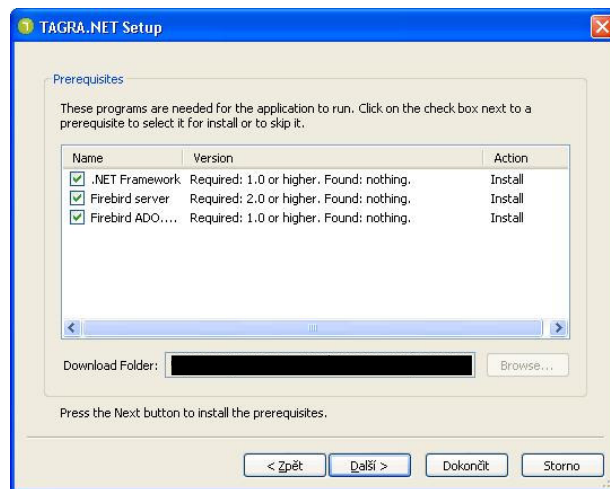 TAGRA.NET Setup
Prerequisites
These programs are needed for the application to run. Click on the check box next to a
prerequisite to select it for install or to skip it.
Name Version Action
.NET Framework Required: 1.0 or higher. Found: nothing. Install
Firebird server Required: 2.0 or higher. Found: nothing. Install
Firebird ADO.... Required: 1.0 or higher. Found: nothing. Install
Download Folder: Browse...
Press the Next button to install the prerequisites.
< Zpět Další > Dokončit Storno